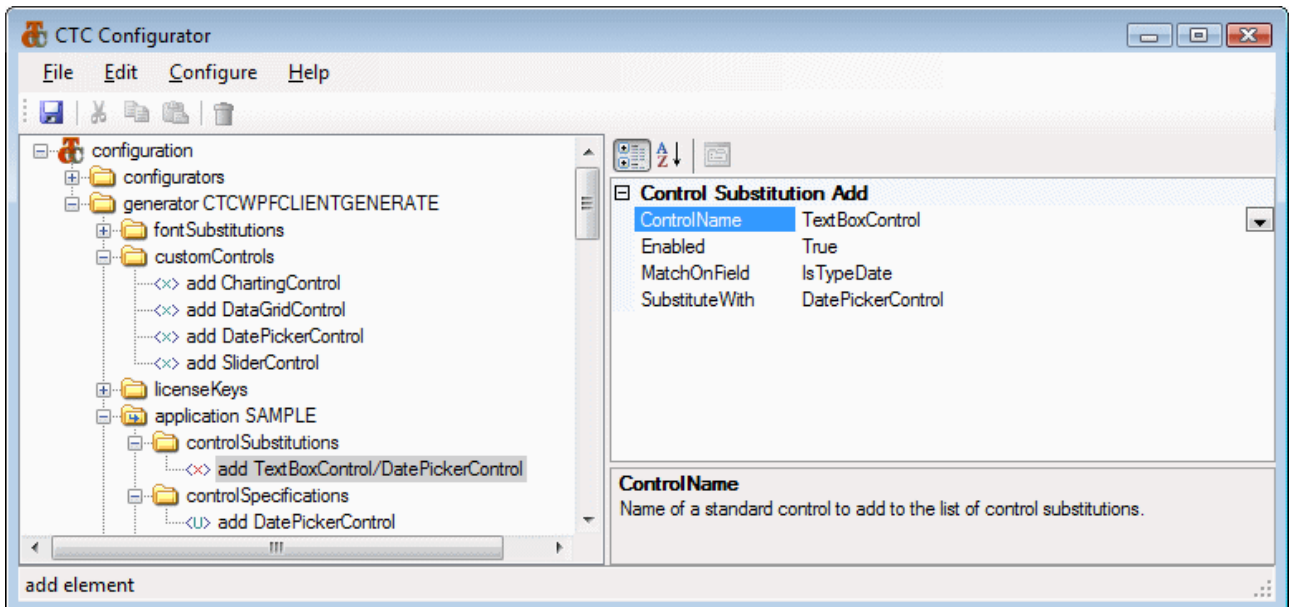 CTC Configurator
File Edit Configure Help
configuration
configurators
generator CTCWPFCLIENTGENERATE
fontSubstitutions
customControls
<x> add ChartingControl
<x> add DataGridControl
<x> add DatePickerControl
<x> add SliderControl
licenseKeys
application SAMPLE
controlSubstitutions
<x> add TextBoxControl/DatePickerControl
controlSpecifications
<U> add DatePickerControl
A
Z
Control Substitution Add
ControlName TextBoxControl
Enabled True
MatchOnField IsTypeDate
SubstituteWith DatePickerControl
ControlName
Name of a standard control to add to the list of control substitutions.
add element